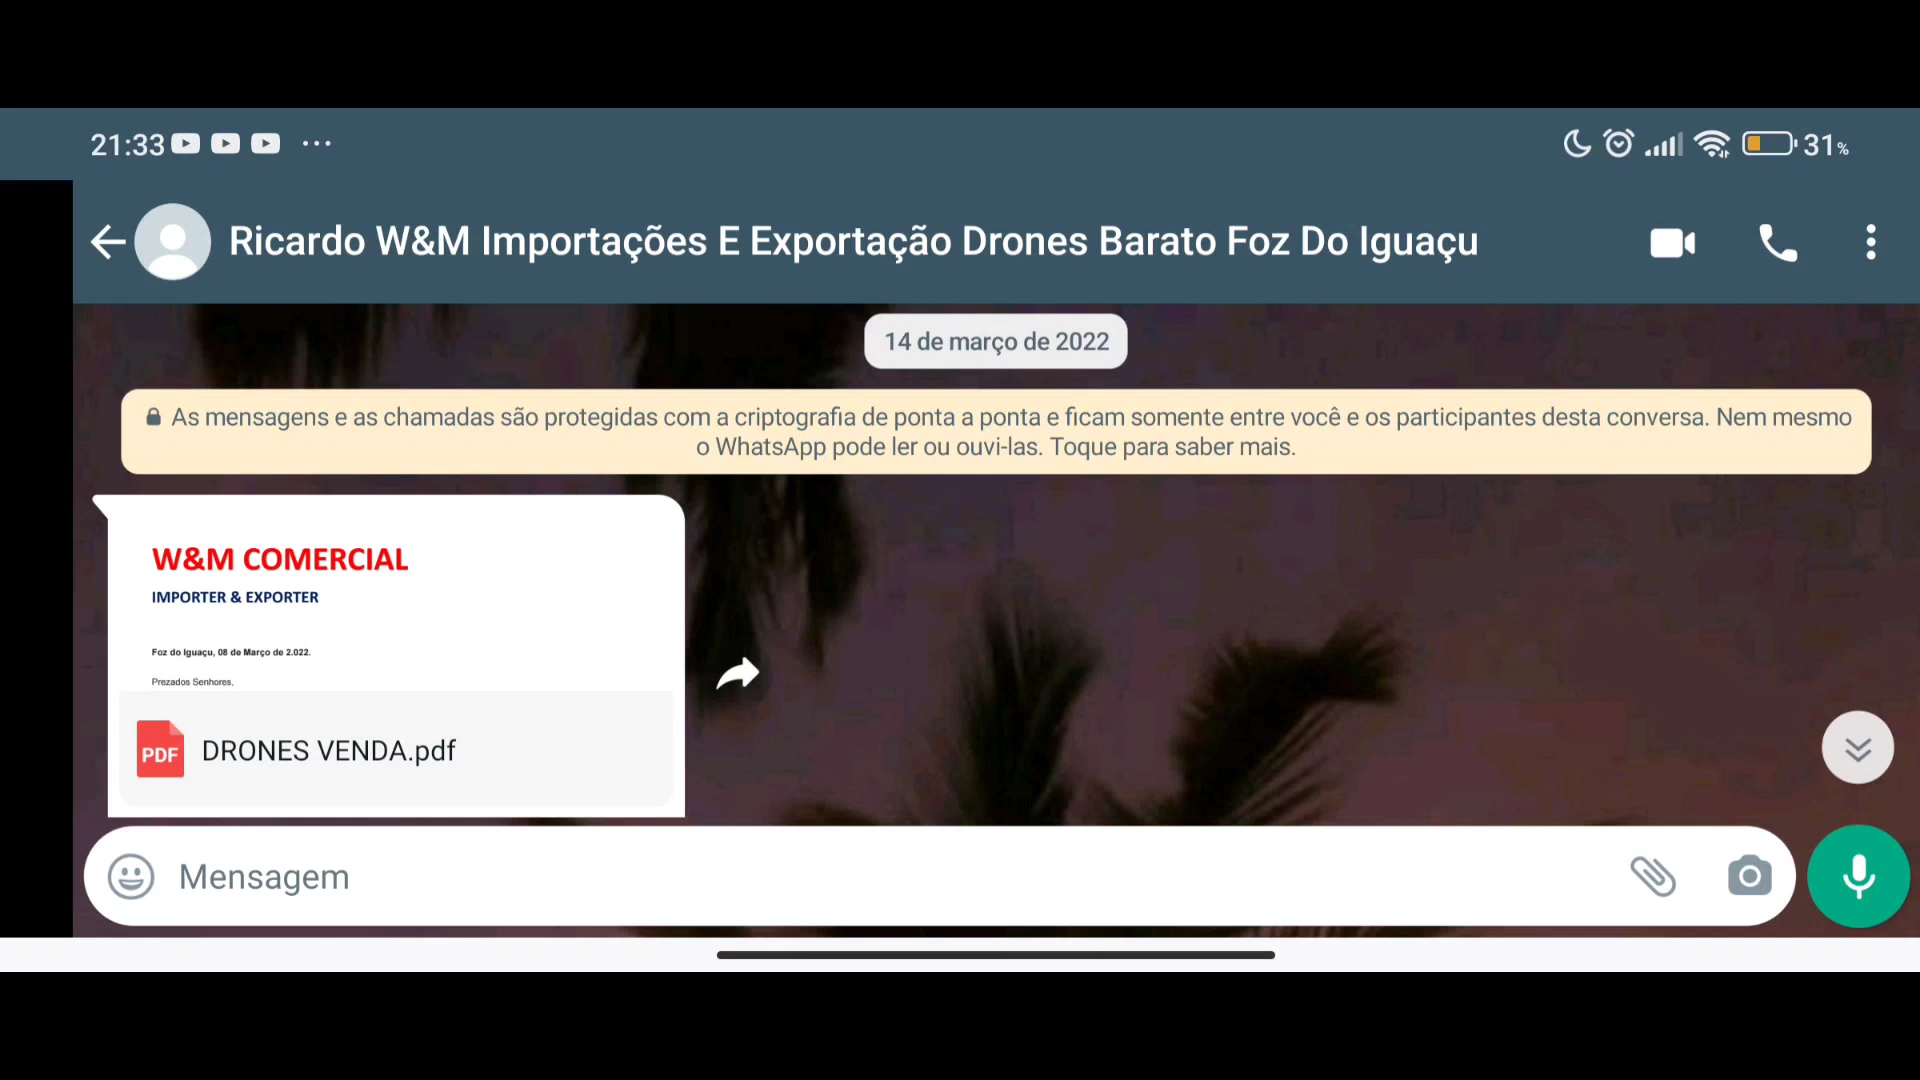 21:33
31%
Ricardo W&M Importações E Exportação Drones Barato Foz Do Iguaçu
14 de março de 2022
As mensagens e as chamadas são protegidas com a criptografia de ponta a ponta e ficam somente entre você e os participantes desta conversa. Nem mesmo
o WhatsApp pode ler ou ouvi-las. Toque para saber mais.
W&M COMERCIAL
IMPORTER & EXPORTER
Foz do Iguaçu, 08 de Março de 2.022.
Prezados Senhores,
PDF
DRONES VENDA.pdf
Mensagem